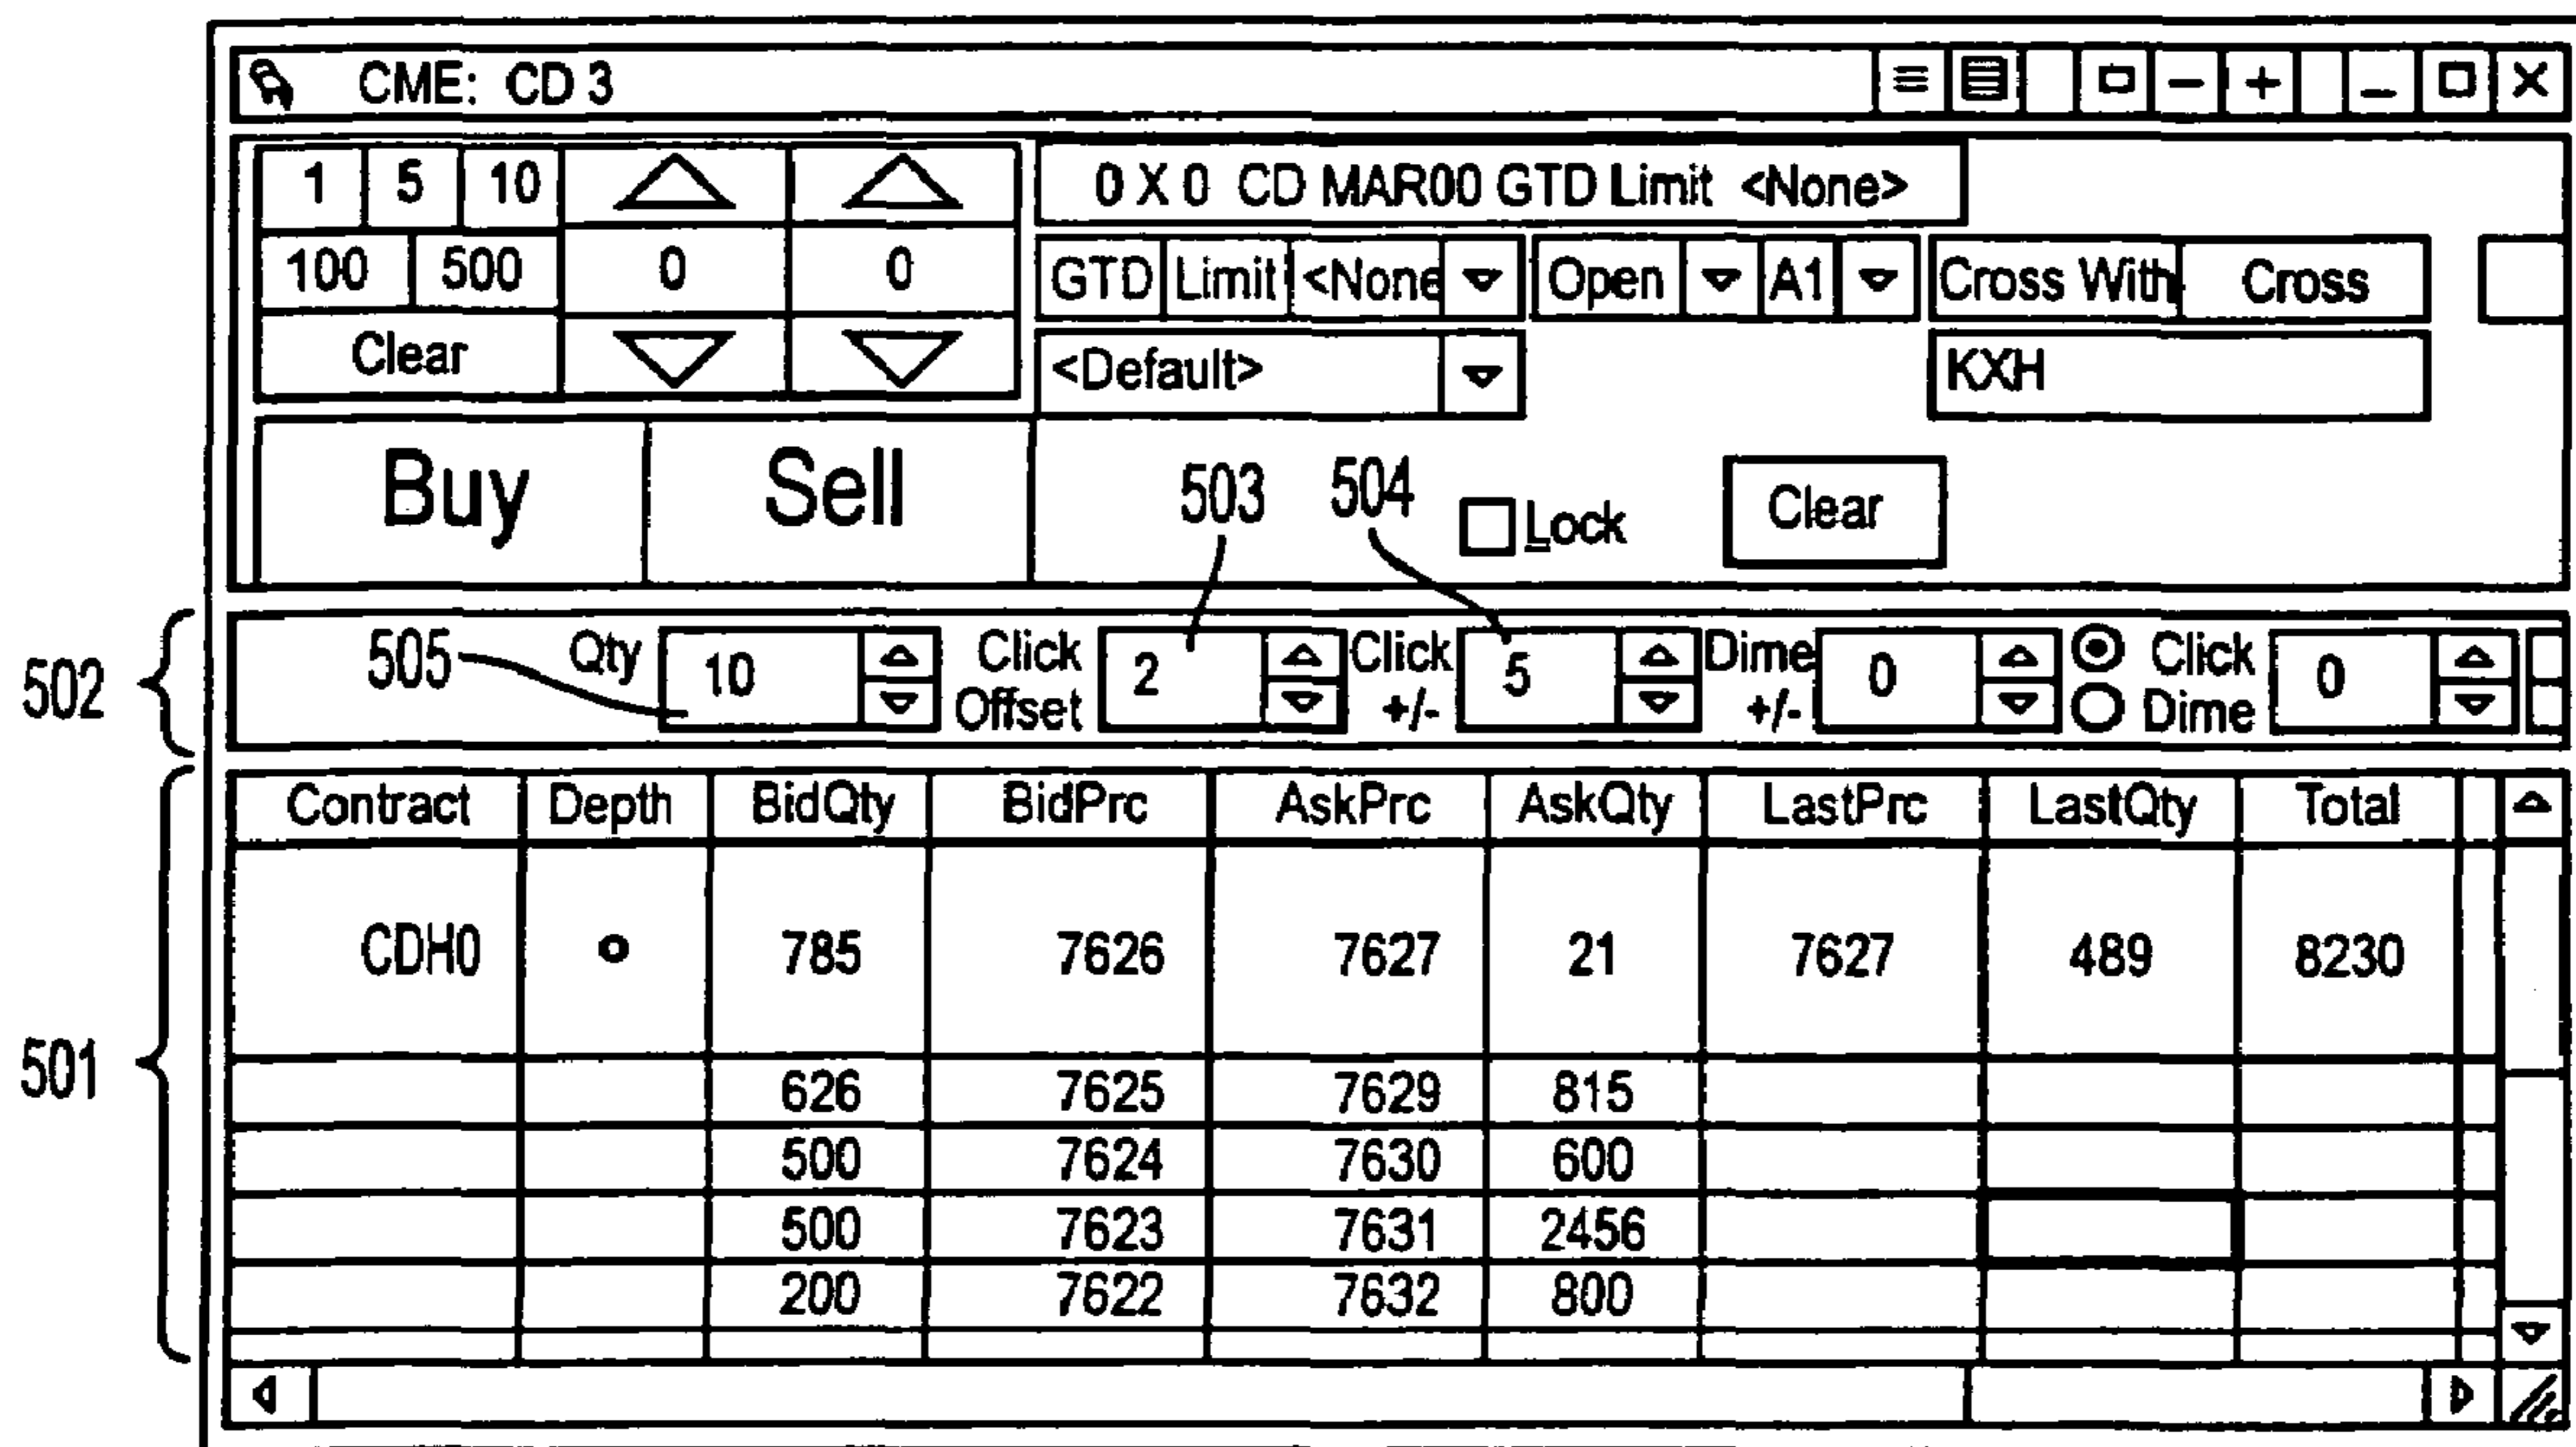 CME: CD 3
1 5 10
0 X 0 CD MAR00 GTD Limit <None>
100 500 0 0
GTD Limit <None Open A1 Cross With Cross
Clear
<Default> KXH
Buy Sell 503 504 Lock Clear
502
505 Qty 10 Click Offset 2 Click +/- 5 Dime +/- 0 Click Dime 0
501
Contract Depth BidQty BidPrc AskPrc AskQty LastPrc LastQty Total
CDH0 785 7626 7627 21 7627 489 8230
626 7625 7629 815
500 7624 7630 600
500 7623 7631 2456
200 7622 7632 800